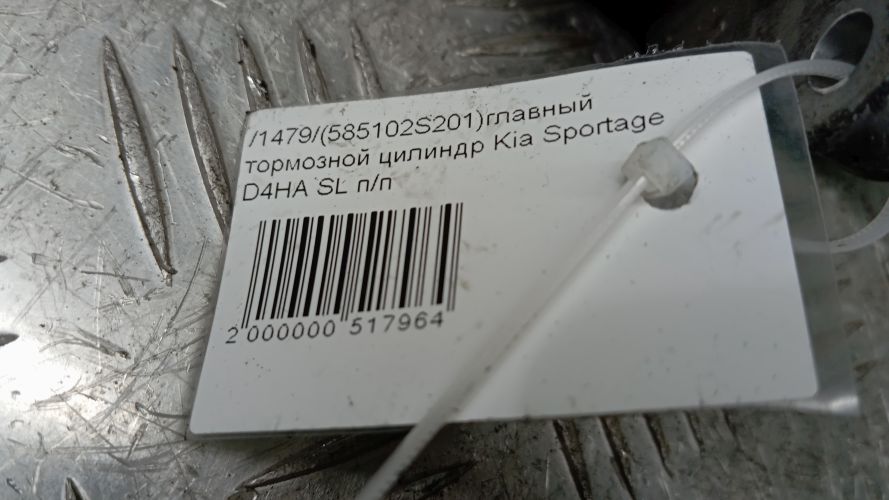 /1479/(585102S201)главный
тормозной цилиндр Kia Sportage
D4HA SL п/п
2 000000 517964